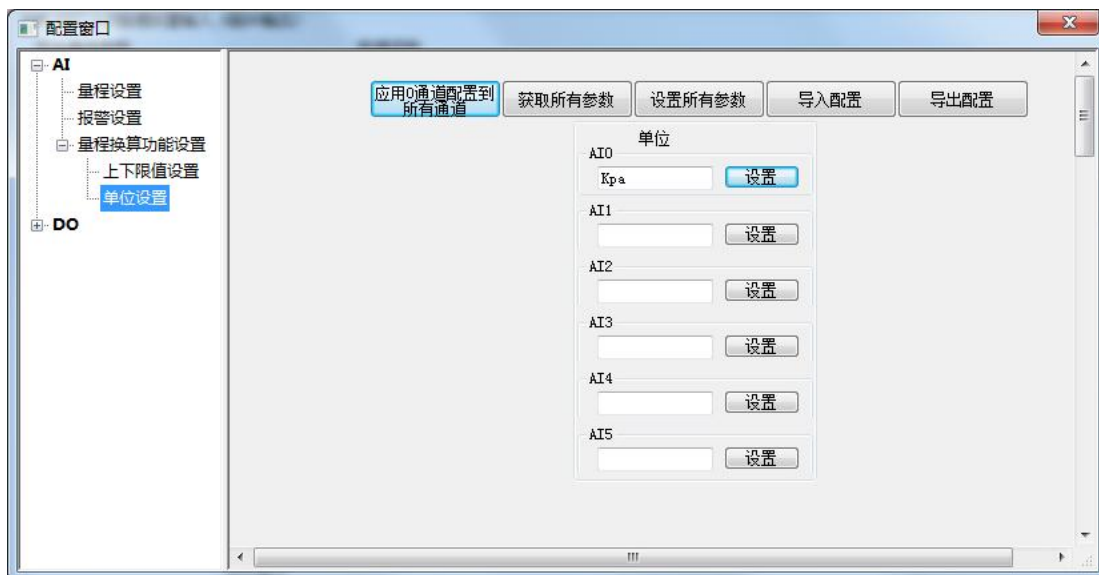 配置窗口
AI
量程设置
报警设置
量程换算功能设置
上下限值设置
单位设置
DO
应用0通道配置到
所有通道
获取所有参数
设置所有参数
导入配置
导出配置
单位
AI0
Kpa
设置
AI1
设置
AI2
设置
AI3
设置
AI4
设置
AI5
设置